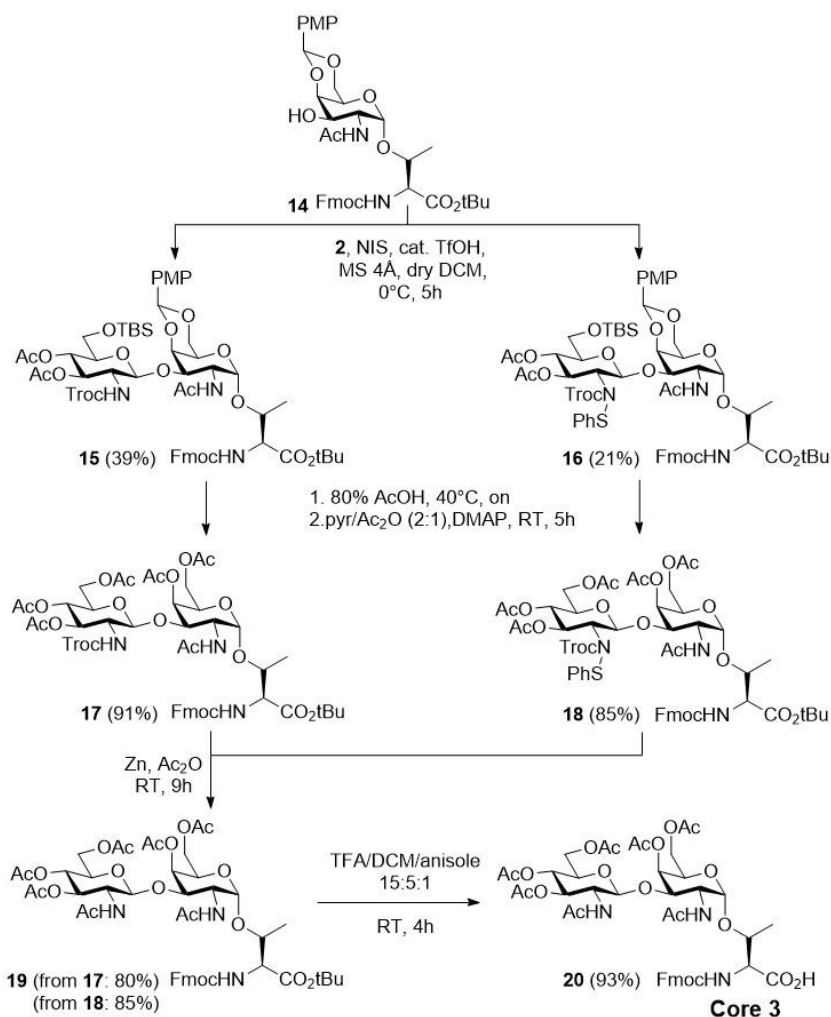 PMP
O
O
O
HO
AcHN
O
14 FmocHN CO2tBu
2, NIS, cat. TfOH,
MS 4Å, dry DCM,
0°C, 5h
PMP
OTBS
O
O
AcO
O
O
AcO
O
TrocHN
AcHN
O
15 (39%) FmocHN CO2tBu
PMP
OTBS
O
O
AcO
O
O
AcO
O
TrocN
AcHN
O
PhS
16 (21%) FmocHN CO2tBu
1. 80% AcOH, 40°C, on
2.pyr/Ac2O (2:1),DMAP, RT, 5h
OAc
OAc AcO
AcO
O
O
AcO
O
TrocHN
AcHN
O
17 (91%) FmocHN CO2tBu
OAc
OAc AcO
AcO
O
O
AcO
O
TrocN
AcHN
O
PhS
18 (85%) FmocHN CO2tBu
Zn, Ac2O
RT, 9h
OAc
OAc AcO
AcO
O
O
AcO
O
AcHN
AcHN
O
19 (from 17: 80%) FmocHN CO2tBu
(from 18: 85%)
TFA/DCM/anisole
15:5:1
RT, 4h
OAc
OAc AcO
AcO
O
O
AcO
O
AcHN
AcHN
O
20 (93%) FmocHN CO2H
Core 3